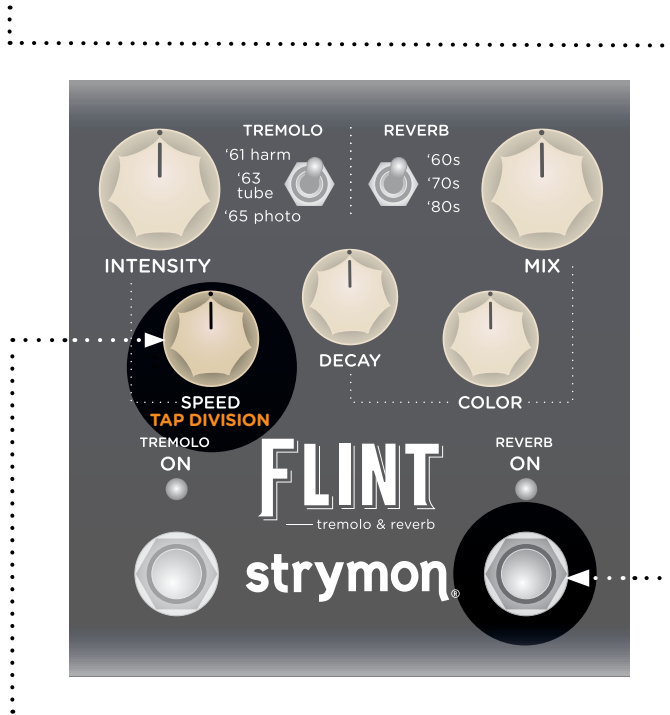 TREMOLO
REVERB
‘61 harm
‘63
tube
‘65 photo
‘60s
‘70s
‘80s
INTENSITY
MIX
DECAY
SPEED
TAP DIVISION
COLOR
TREMOLO
ON
REVERB
ON
FLINT
tremolo & reverb
strymon®